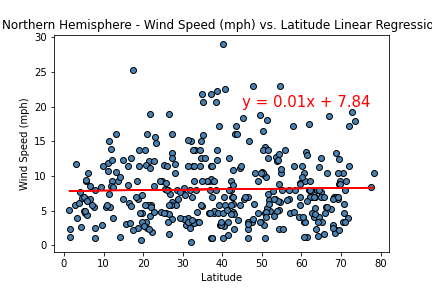 Northern Hemisphere - Wind Speed (mph) vs. Latitude Linear Regressio
30
25
20
15
10
5
0
Wind Speed (mph)
y = 0.01x + 7.84
0 10 20 30 40 50 60 70 80
Latitude